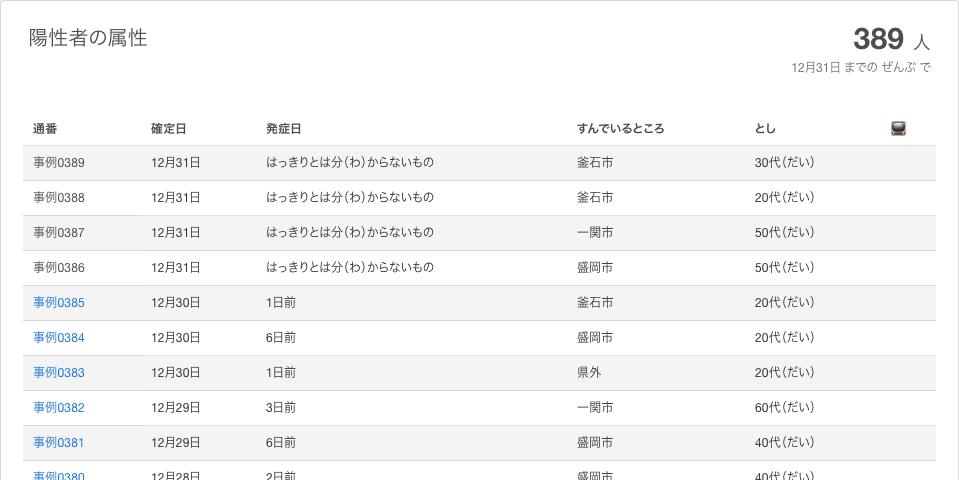 陽性者の属性
389 人
12月31日 までの ぜんぶ で
通番 確定日 発症日 すんでいるところ とし
事例0389 12月31日 はっきりとは分(わ)からないもの 釜石市 30代(だい)
事例0388 12月31日 はっきりとは分(わ)からないもの 釜石市 20代(だい)
事例0387 12月31日 はっきりとは分(わ)からないもの 一関市 50代(だい)
事例0386 12月31日 はっきりとは分(わ)からないもの 盛岡市 50代(だい)
事例0385 12月30日 1日前 釜石市 20代(だい)
事例0384 12月30日 6日前 盛岡市 20代(だい)
事例0383 12月30日 1日前 県外 20代(だい)
事例0382 12月29日 3日前 一関市 60代(だい)
事例0381 12月29日 6日前 盛岡市 40代(だい)
事例0380 12月28日 2日前 盛岡市 40代(だい)